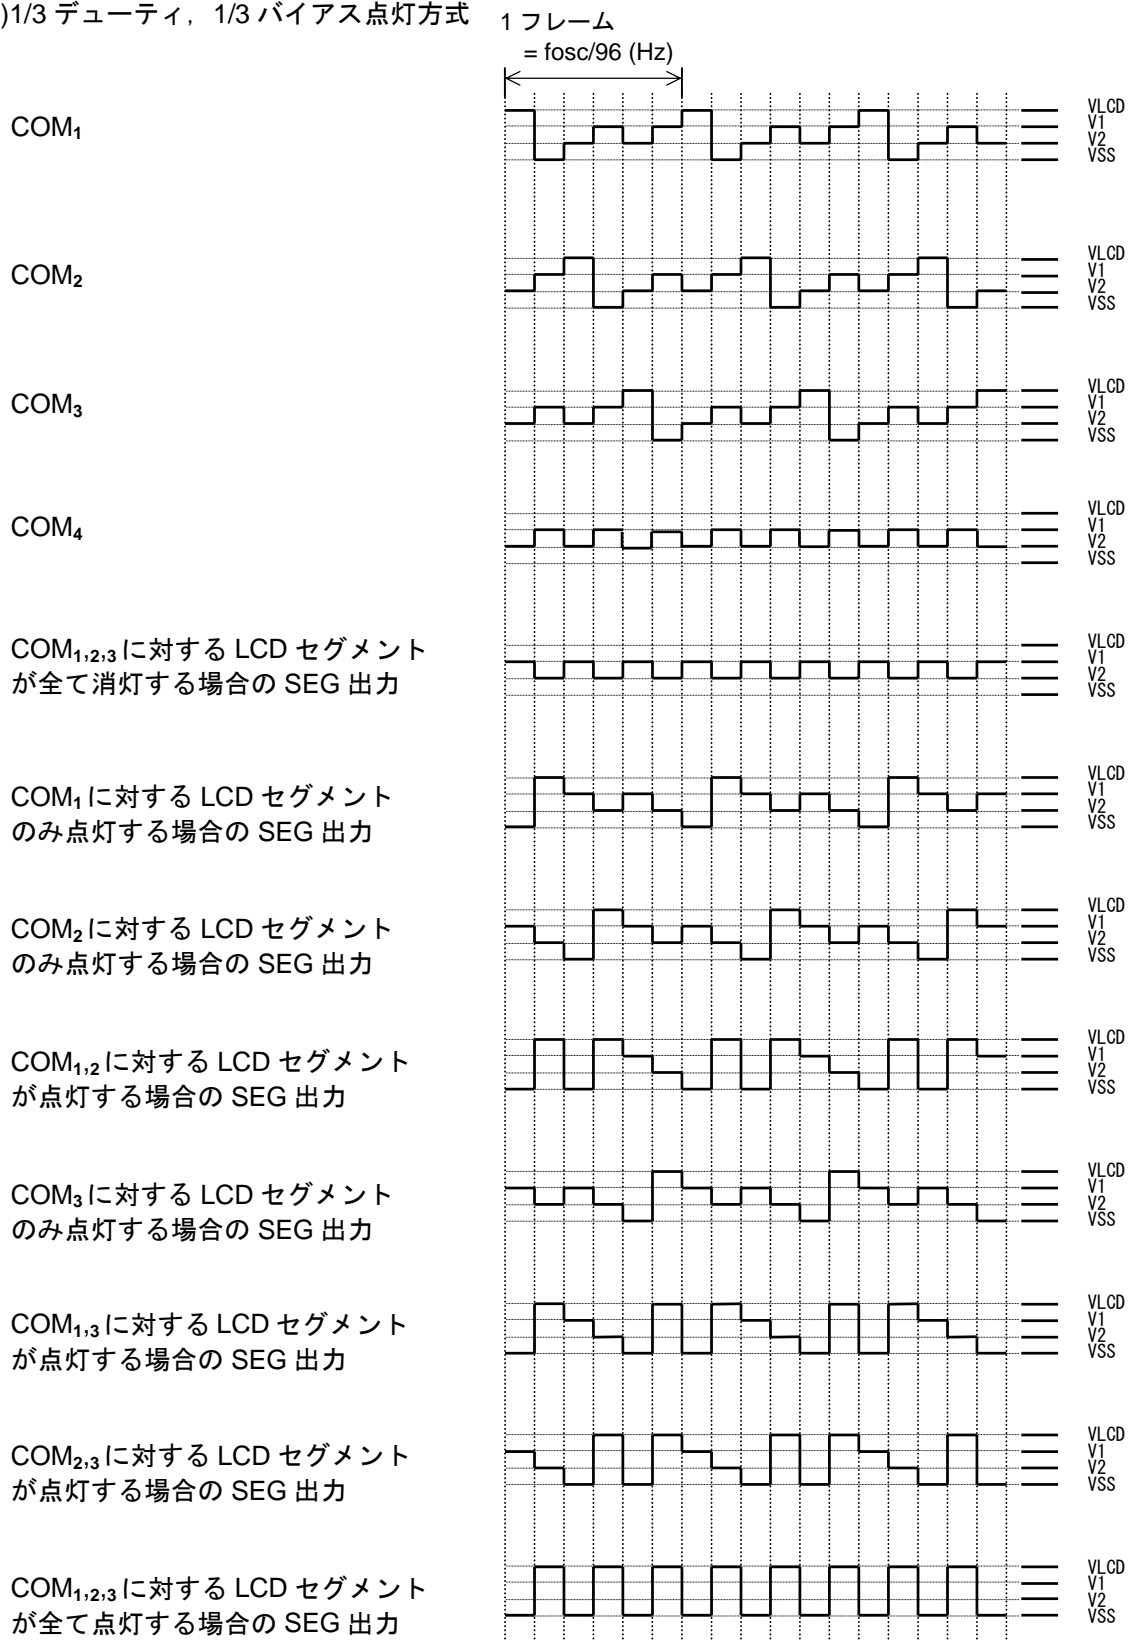 )1/3 デューティ，1/3 バイアス点灯方式
1 フレーム
= fosc/96 (Hz)
COM1
VLCD
V1
V2
VSS
COM2
VLCD
V1
V2
VSS
COM3
VLCD
V1
V2
VSS
COM4
VLCD
V1
V2
VSS
COM1,2,3に対する LCD セグメント
が全て消灯する場合の SEG 出力
VLCD
V1
V2
VSS
COM1に対する LCD セグメント
のみ点灯する場合の SEG 出力
VLCD
V1
V2
VSS
COM2に対する LCD セグメント
のみ点灯する場合の SEG 出力
VLCD
V1
V2
VSS
COM1,2に対する LCD セグメント
が点灯する場合の SEG 出力
VLCD
V1
V2
VSS
COM3に対する LCD セグメント
のみ点灯する場合の SEG 出力
VLCD
V1
V2
VSS
COM1,3に対する LCD セグメント
が点灯する場合の SEG 出力
VLCD
V1
V2
VSS
COM2,3に対する LCD セグメント
が点灯する場合の SEG 出力
VLCD
V1
V2
VSS
COM1,2,3に対する LCD セグメント
が全て点灯する場合の SEG 出力
VLCD
V1
V2
VSS